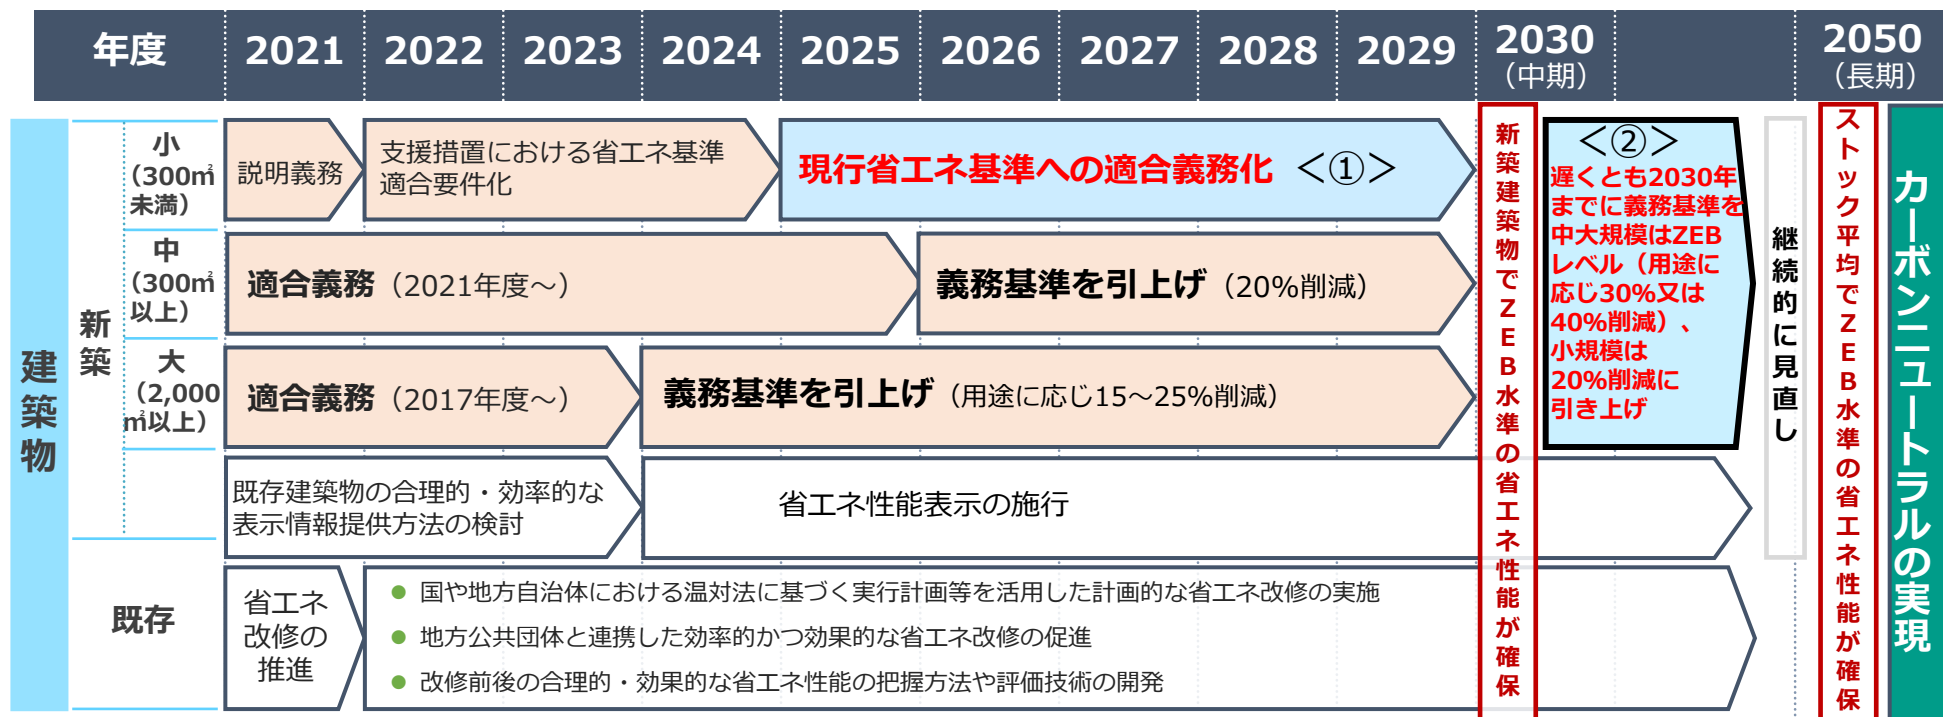 年度
2021
2022
2023
2024
2025
2026
2027
2028
2029
2030
（中期）
2050
（長期）
建築物
新築
小
（300㎡
未満）
説明義務
支援措置における省エネ基準
適合要件化
現行省エネ基準への適合義務化 ＜①＞
中
（300㎡
以上）
適合義務（2021年度～）
義務基準を引上げ（20％削減）
大
（2,000
㎡以上）
適合義務（2017年度～）
義務基準を引上げ（用途に応じ15～25％削減）
既存建築物の合理的・効率的な
表示情報提供方法の検討
省エネ性能表示の施行
既存
省エネ
改修の
推進
● 国や地方自治体における温対法に基づく実行計画等を活用した計画的な省エネ改修の実施
● 地方公共団体と連携した効率的かつ効果的な省エネ改修の促進
● 改修前後の合理的・効果的な省エネ性能の把握方法や評価技術の開発
新築建築物でZEB水準の省エネ性能が確保
＜②＞
遅くとも2030年
までに義務基準を
中大規模はZEB
レベル（用途に
応じ30%又は
40%削減）、
小規模は
20%削減に
引き上げ
継続的に見直し
ストック平均でZEB水準の省エネ性能が確保
カーボンニュートラルの実現